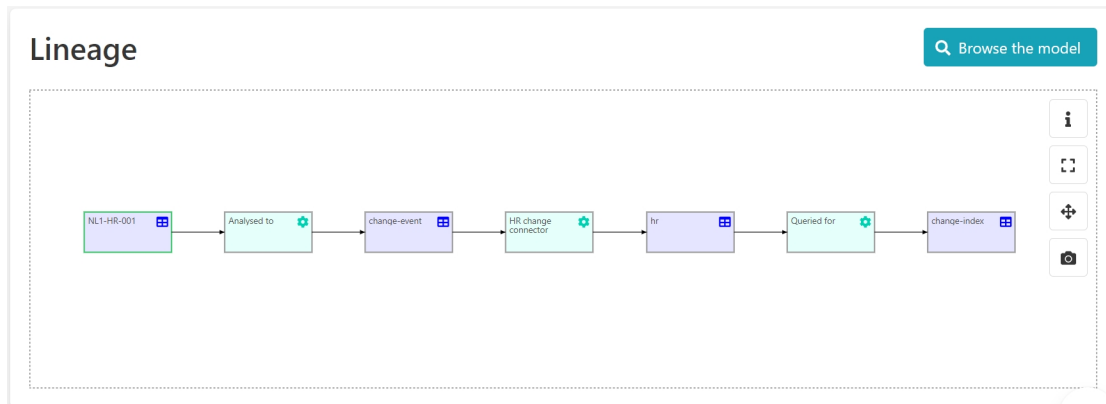 Lineage
Browse the model
NL1-HR-001
Analysed to
change-event
HR change
connector
hr
Queried for
change-index